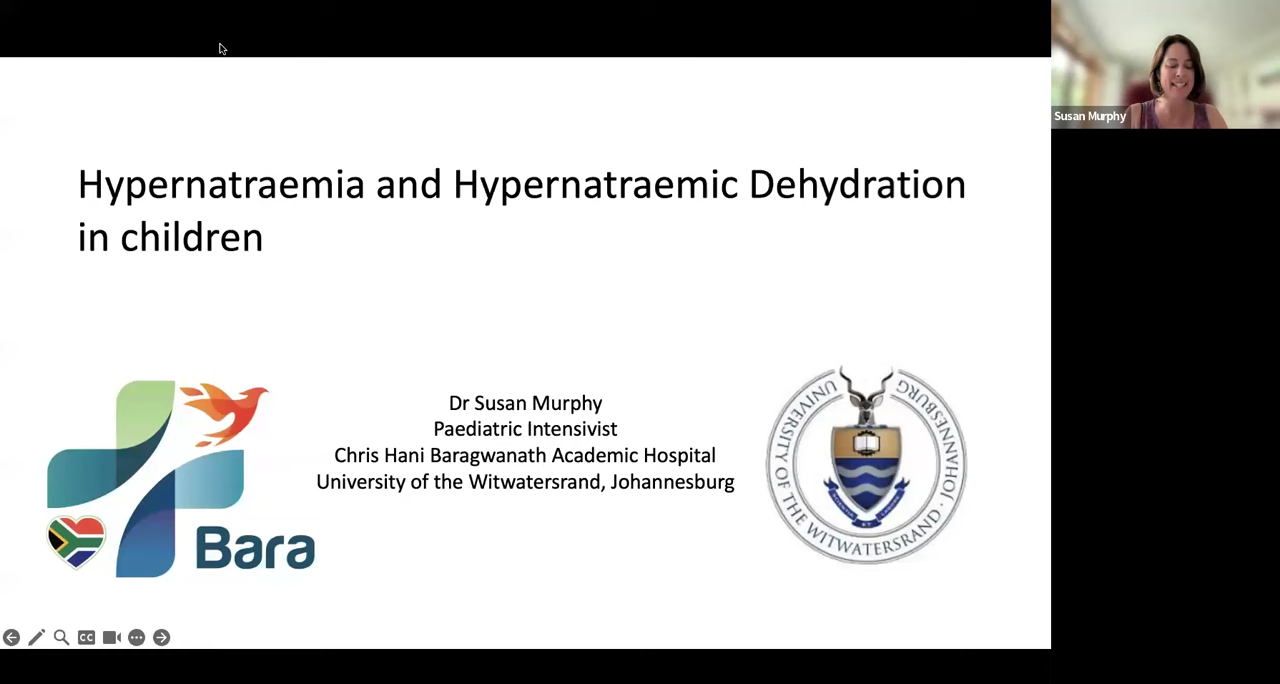 Hypernatraemia and Hypernatraemic Dehydration
in children
Dr Susan Murphy
Paediatric Intensivist
Chris Hani Baragwanath Academic Hospital
University of the Witwatersrand, Johannesburg
Bara
UNIVERSITY OF THE WITWATERSRAND · JOHANNESBURG
CC
Susan Murphy